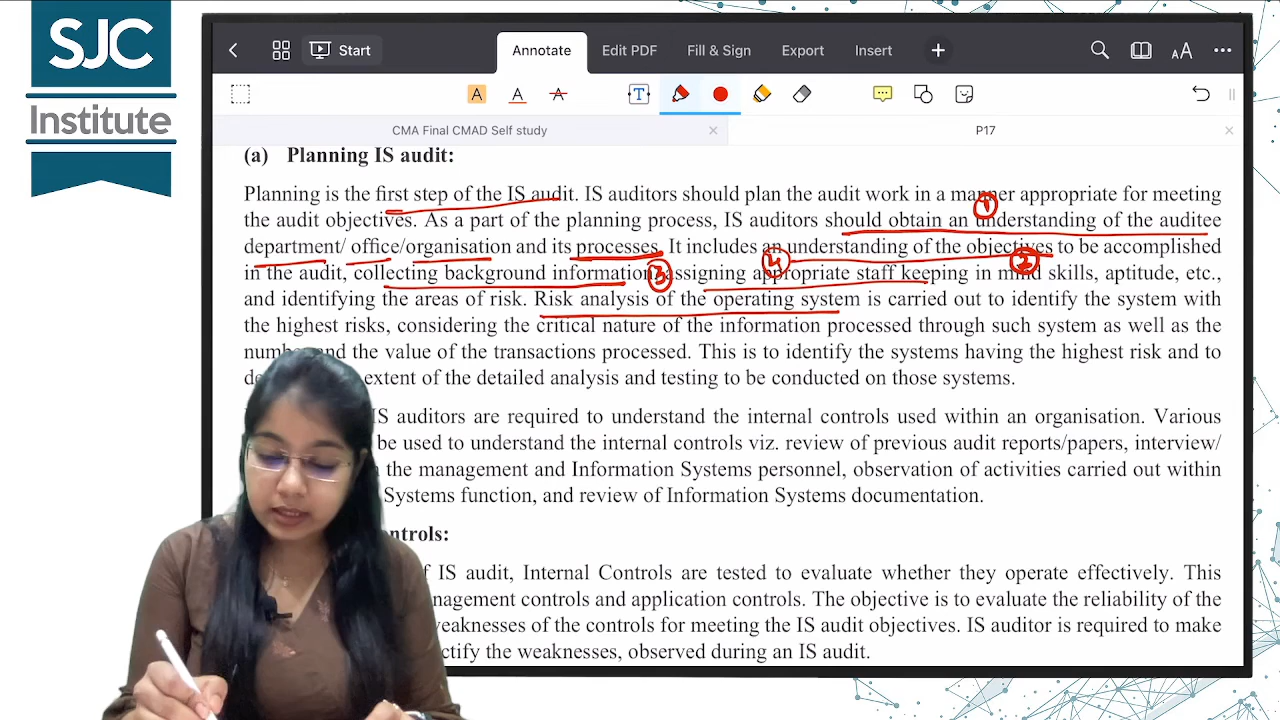 SJC
Institute
Start
Annotate
Edit PDF
Fill & Sign
Export
Insert
CMA Final CMAD Self study
P17
(a) Planning IS audit:
Planning is the first step of the IS audit. IS auditors should plan the audit work in a manner appropriate for meeting
the audit objectives. As a part of the planning process, IS auditors should obtain an understanding of the auditee
department/ office/organisation and its processes. It includes an understanding of the objectives to be accomplished
in the audit, collecting background information, assigning appropriate staff keeping in mind skills, aptitude, etc.,
and identifying the areas of risk. Risk analysis of the operating system is carried out to identify the system with
the highest risks, considering the critical nature of the information processed through such system as well as the
number and the value of the transactions processed. This is to identify the systems having the highest risk and to
extent of the detailed analysis and testing to be conducted on those systems.
IS auditors are required to understand the internal controls used within an organisation. Various
be used to understand the internal controls viz. review of previous audit reports/papers, interview/
the management and Information Systems personnel, observation of activities carried out within
Systems function, and review of Information Systems documentation.
ntrols:
f IS audit, Internal Controls are tested to evaluate whether they operate effectively. This
nagement controls and application controls. The objective is to evaluate the reliability of the
weaknesses of the controls for meeting the IS audit objectives. IS auditor is required to make
ctify the weaknesses, observed during an IS audit.